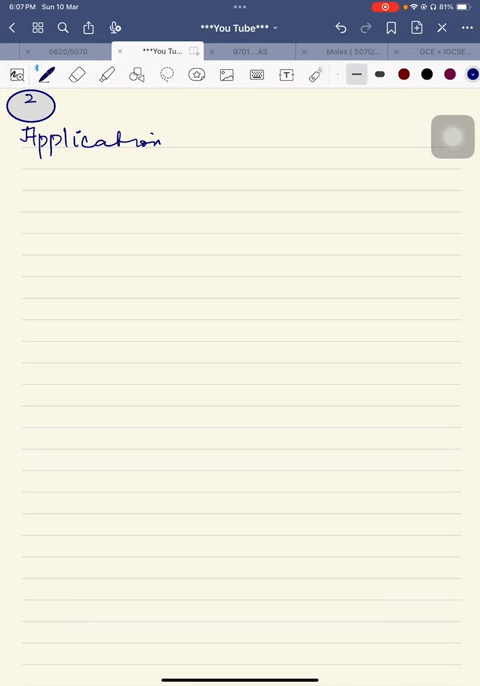 6:07 PM Sun 10 Mar
81%
***You Tube***
0620/5070
***You Tu...
9701....AS
Moles ( 5070/...
GCE + IGCSE...
T
2
Application